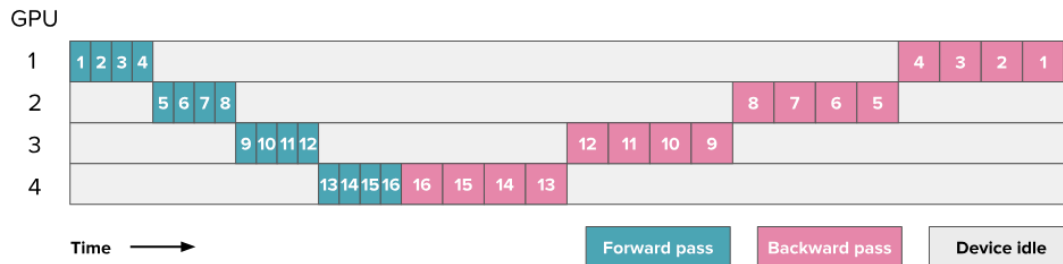 GPU
1 1 2 3 4 4 3 2 1
2 5 6 7 8 8 7 6 5
3 9 10 11 12 12 11 10 9
4 13 14 15 16 16 15 14 13
Time Forward pass Backward pass Device idle